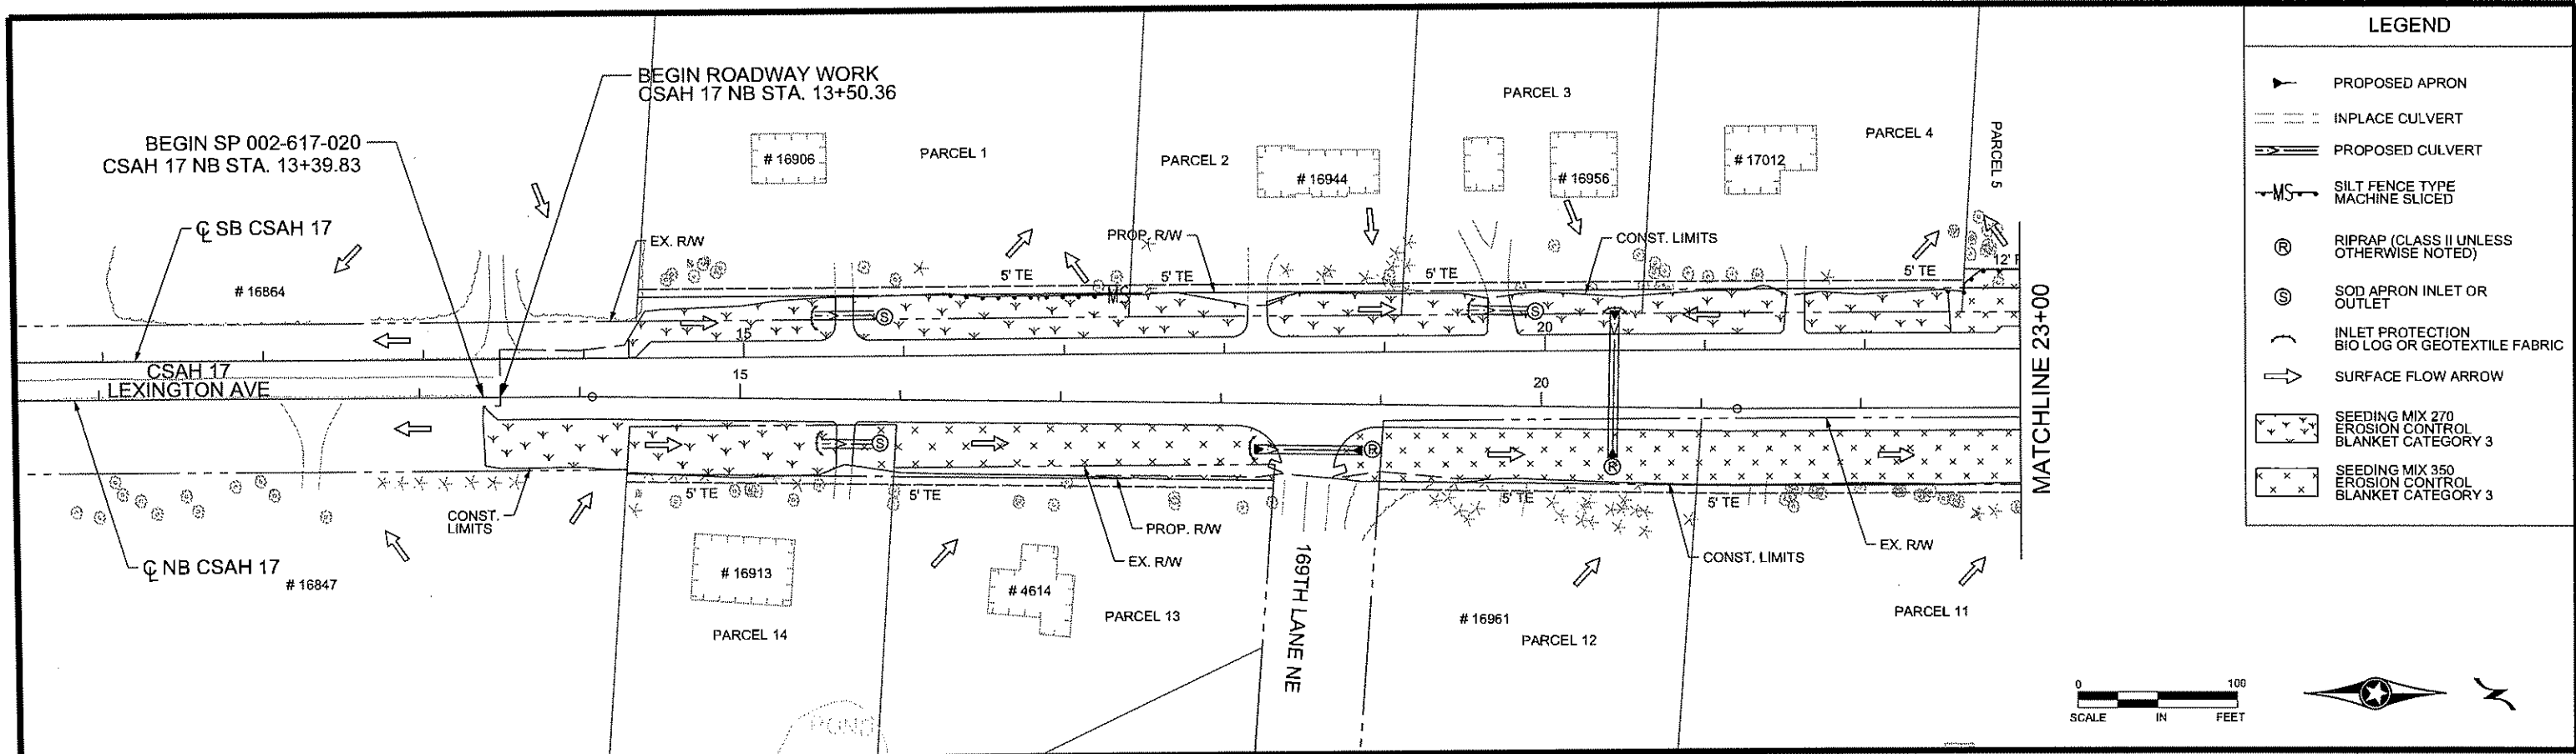 BEGIN ROADWAY WORK
CSAH 17 NB STA. 13+50.36
BEGIN SP 002-617-020
CSAH 17 NB STA. 13+39.83
℄ SB CSAH 17
# 16864
EX. R/W
# 16906
PARCEL 1
PARCEL 2
# 16944
PARCEL 3
# 16956
# 17012
PARCEL 4
PARCEL 5
PROP. R/W
CONST. LIMITS
5' TE
5' TE
5' TE
5' TE
MS
S
S
15
20
CSAH 17
LEXINGTON AVE
15
20
MATCHLINE 23+00
S
R
R
5' TE
5' TE
5' TE
5' TE
CONST.
LIMITS
PROP. R/W
EX. R/W
CONST. LIMITS
EX. R/W
℄ NB CSAH 17
# 16847
# 16913
PARCEL 14
# 4614
PARCEL 13
169TH LANE NE
# 16961
PARCEL 12
PARCEL 11
POND
LEGEND
PROPOSED APRON
INPLACE CULVERT
PROPOSED CULVERT
MS
SILT FENCE TYPE
MACHINE SLICED
R
RIPRAP (CLASS II UNLESS
OTHERWISE NOTED)
S
SOD APRON INLET OR
OUTLET
INLET PROTECTION
BIO LOG OR GEOTEXTILE FABRIC
SURFACE FLOW ARROW
SEEDING MIX 270
EROSION CONTROL
BLANKET CATEGORY 3
SEEDING MIX 350
EROSION CONTROL
BLANKET CATEGORY 3
0 100
SCALE IN FEET